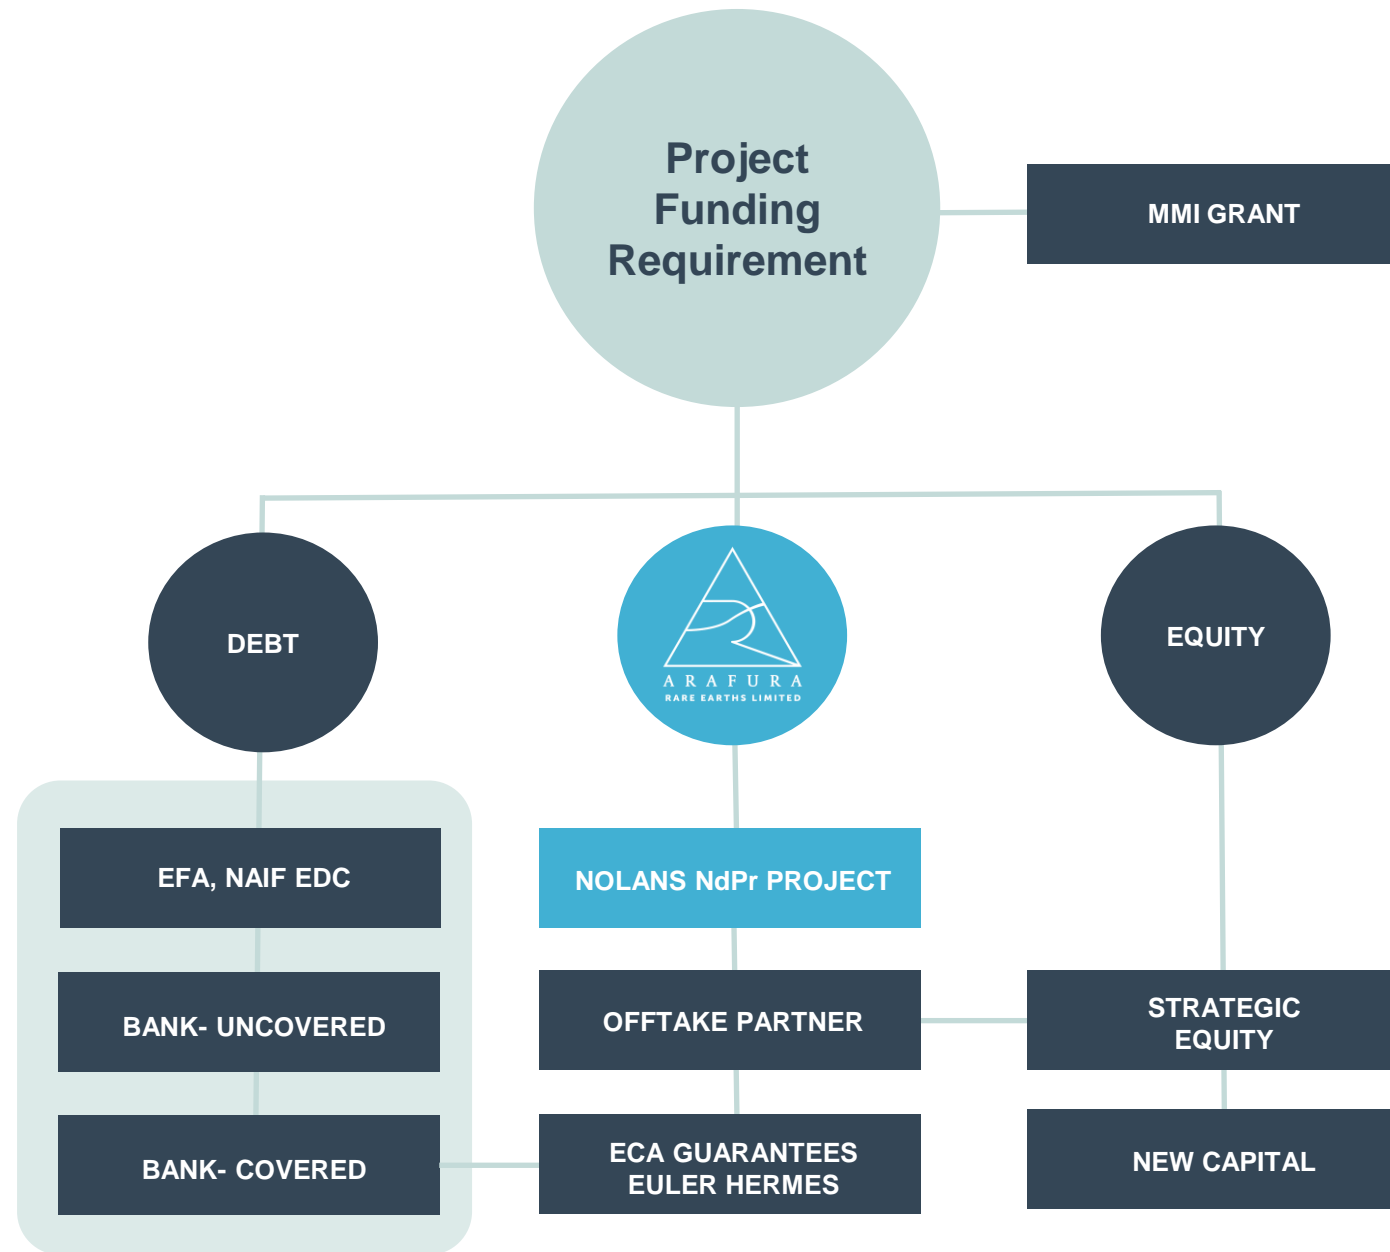 Project
Funding
Requirement
MMI GRANT
DEBT
ARAFURA
RARE EARTHS LIMITED
EQUITY
EFA, NAIF EDC
NOLANS NdPr PROJECT
BANK- UNCOVERED
OFFTAKE PARTNER
STRATEGIC
EQUITY
BANK- COVERED
ECA GUARANTEES
EULER HERMES
NEW CAPITAL